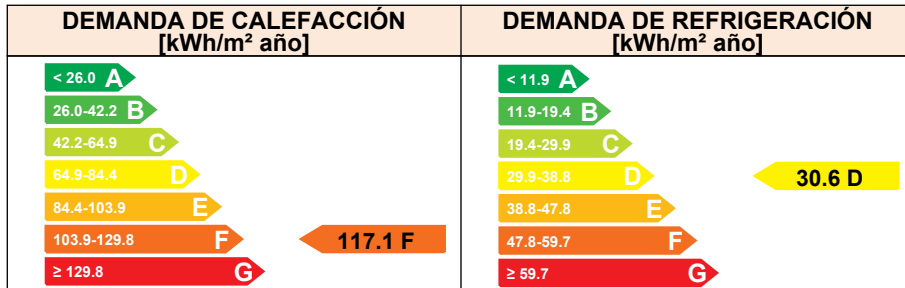 DEMANDA DE CALEFACCIÓN
[kWh/m² año]
< 26.0 A
26.0-42.2 B
42.2-64.9 C
64.9-84.4 D
84.4-103.9 E
103.9-129.8 F
117.1 F
≥ 129.8 G
DEMANDA DE REFRIGERACIÓN
[kWh/m² año]
< 11.9 A
11.9-19.4 B
19.4-29.9 C
29.9-38.8 D
30.6 D
38.8-47.8 E
47.8-59.7 F
≥ 59.7 G